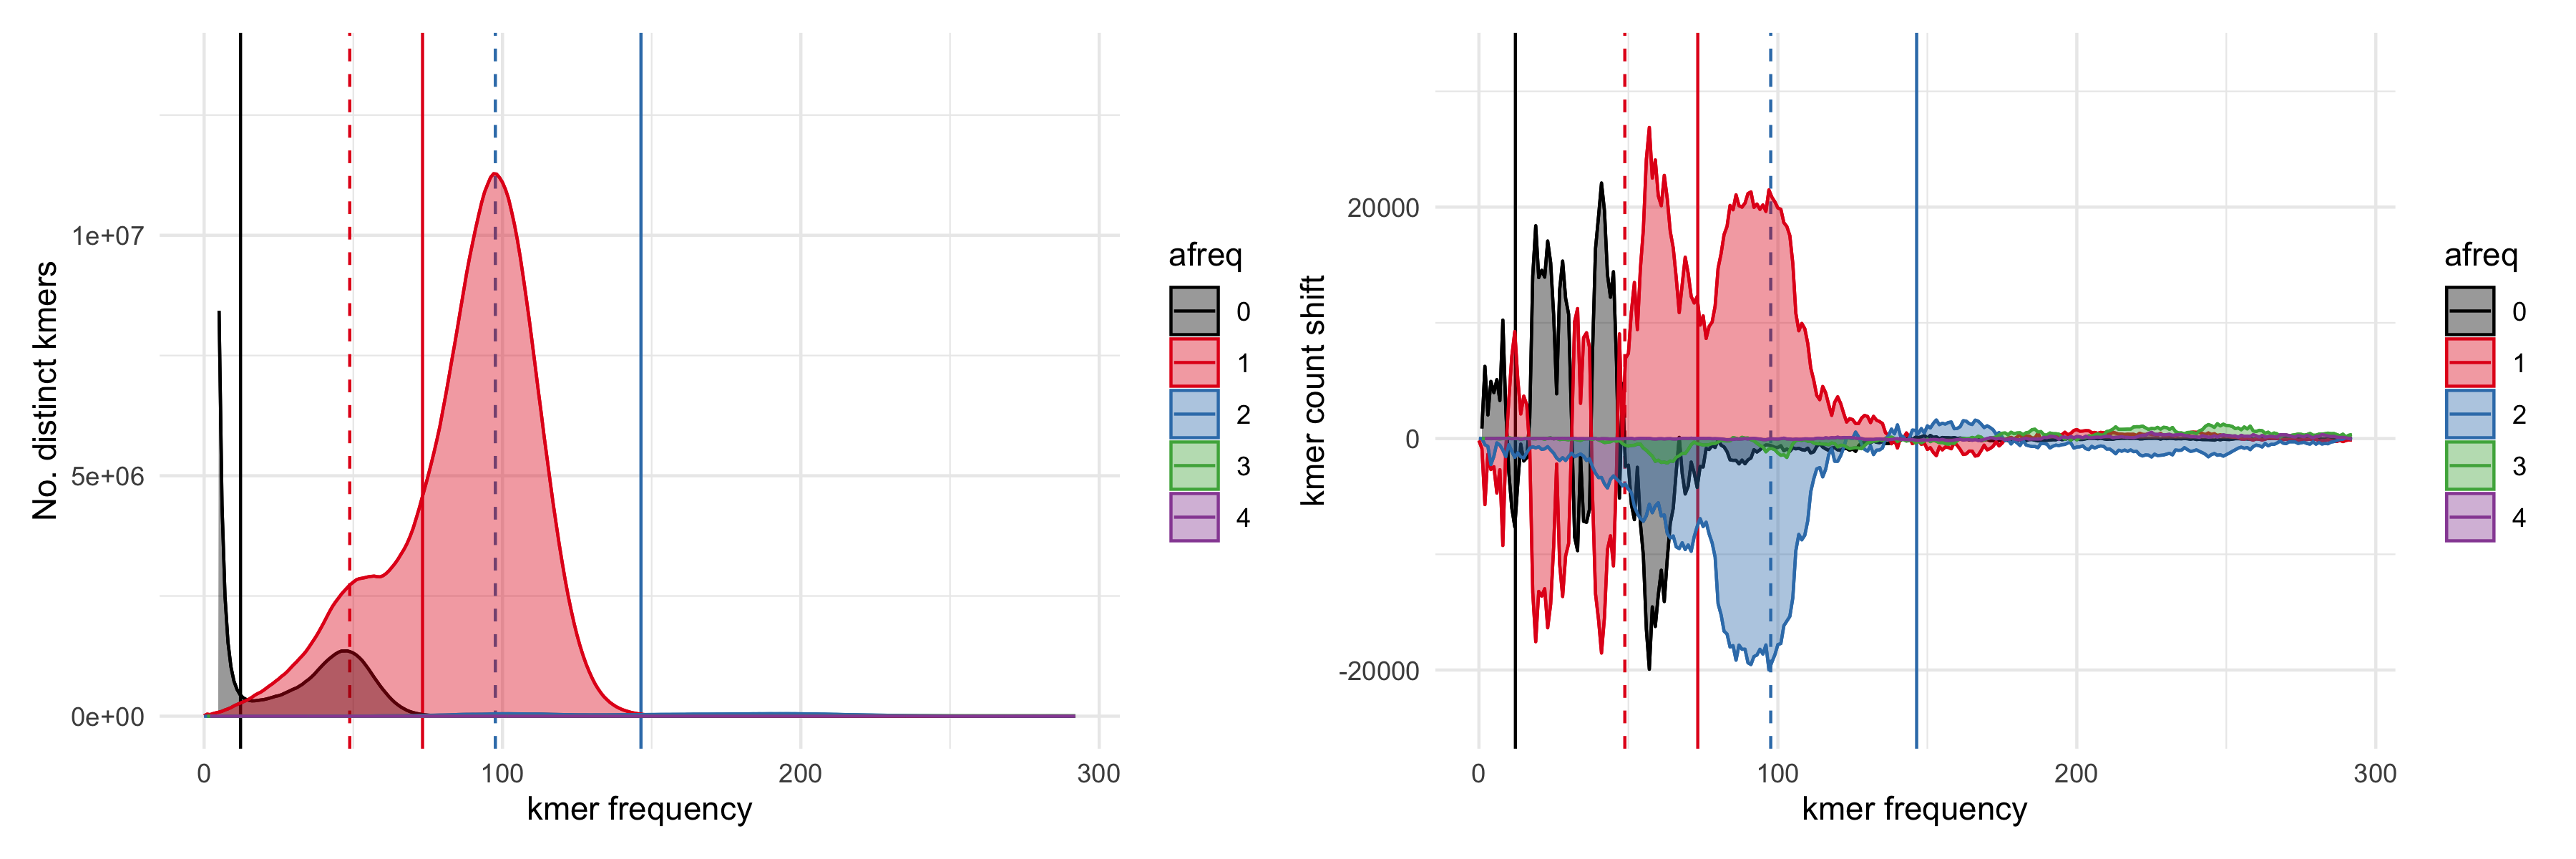 No. distinct kmers
1e+07
5e+06
0e+00
0 100 200 300
kmer frequency
afreq
0
1
2
3
4
kmer count shift
20000
0
-20000
0 100 200 300
kmer frequency
afreq
0
1
2
3
4